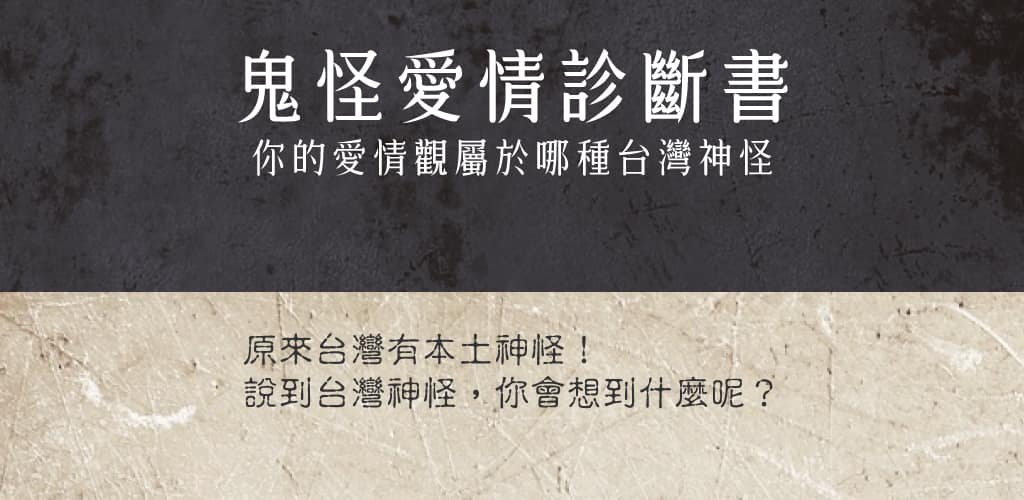 鬼怪愛情診斷書
你的愛情觀屬於哪種台灣神怪
原來台灣有本土神怪！
說到台灣神怪，你會想到什麼呢？